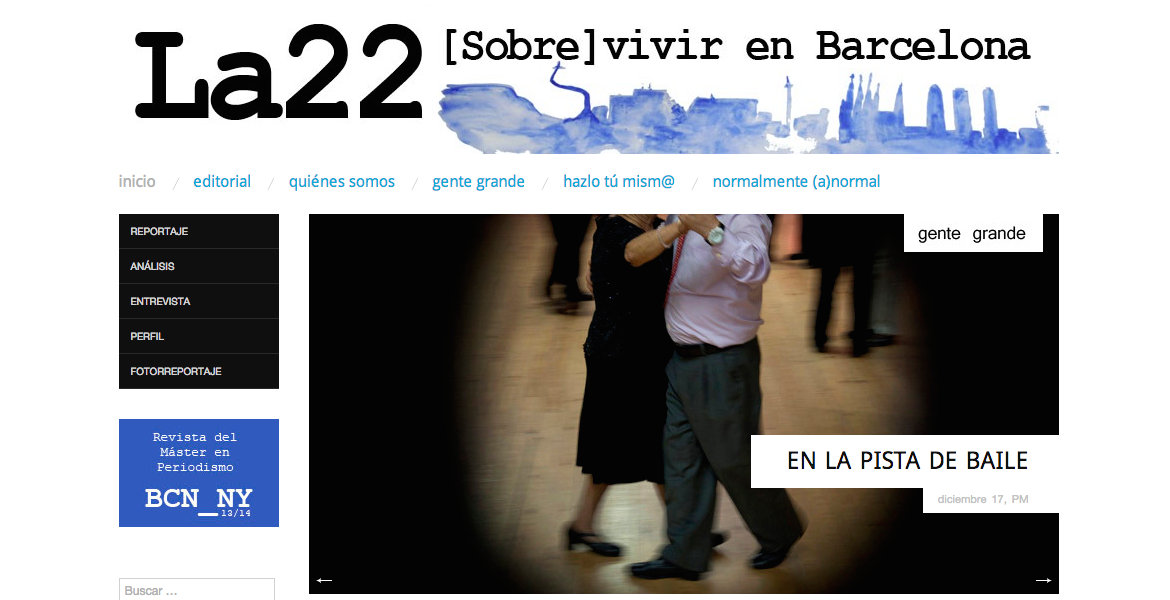 La22
[Sobre]vivir en Barcelona
inicio / editorial / quiénes somos / gente grande / hazlo tú mism@ / normalmente (a)normal
REPORTAJE
ANÁLISIS
ENTREVISTA
PERFIL
FOTORREPORTAJE
Revista del
Máster en
Periodismo
BCN__NY
13/14
Buscar ...
gente grande
EN LA PISTA DE BAILE
diciembre 17, PM